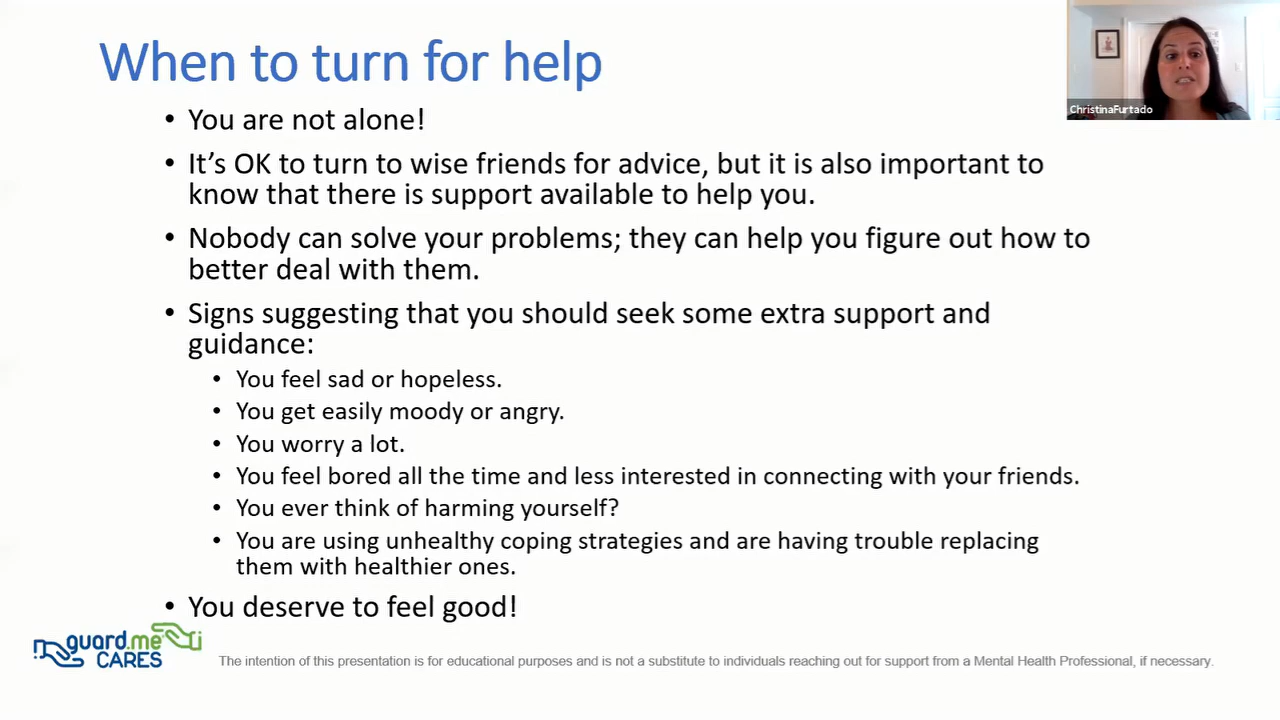 When to turn for help
ChristinaFurtado
• You are not alone!
• It's OK to turn to wise friends for advice, but it is also important to
know that there is support available to help you.
• Nobody can solve your problems; they can help you figure out how to
better deal with them.
• Signs suggesting that you should seek some extra support and
guidance:
• You feel sad or hopeless.
• You get easily moody or angry.
• You worry a lot.
• You feel bored all the time and less interested in connecting with your friends.
• You ever think of harming yourself?
• You are using unhealthy coping strategies and are having trouble replacing
them with healthier ones.
• You deserve to feel good!
guard.me
CARES
The intention of this presentation is for educational purposes and is not a substitute to individuals reaching out for support from a Mental Health Professional, if necessary.